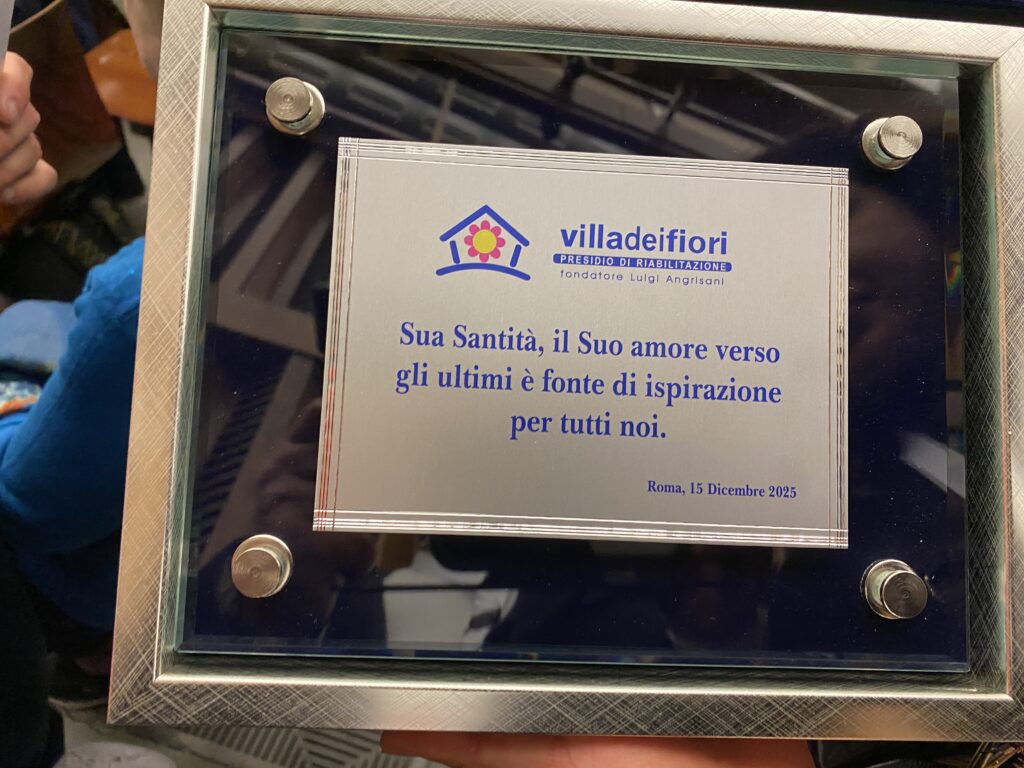 villadeifiori
PRESIDIO DI RIABILITAZIONE
fondatore Luigi Angrisani
Sua Santità, il Suo amore verso
gli ultimi è fonte di ispirazione
per tutti noi.
Roma, 15 Dicembre 2025